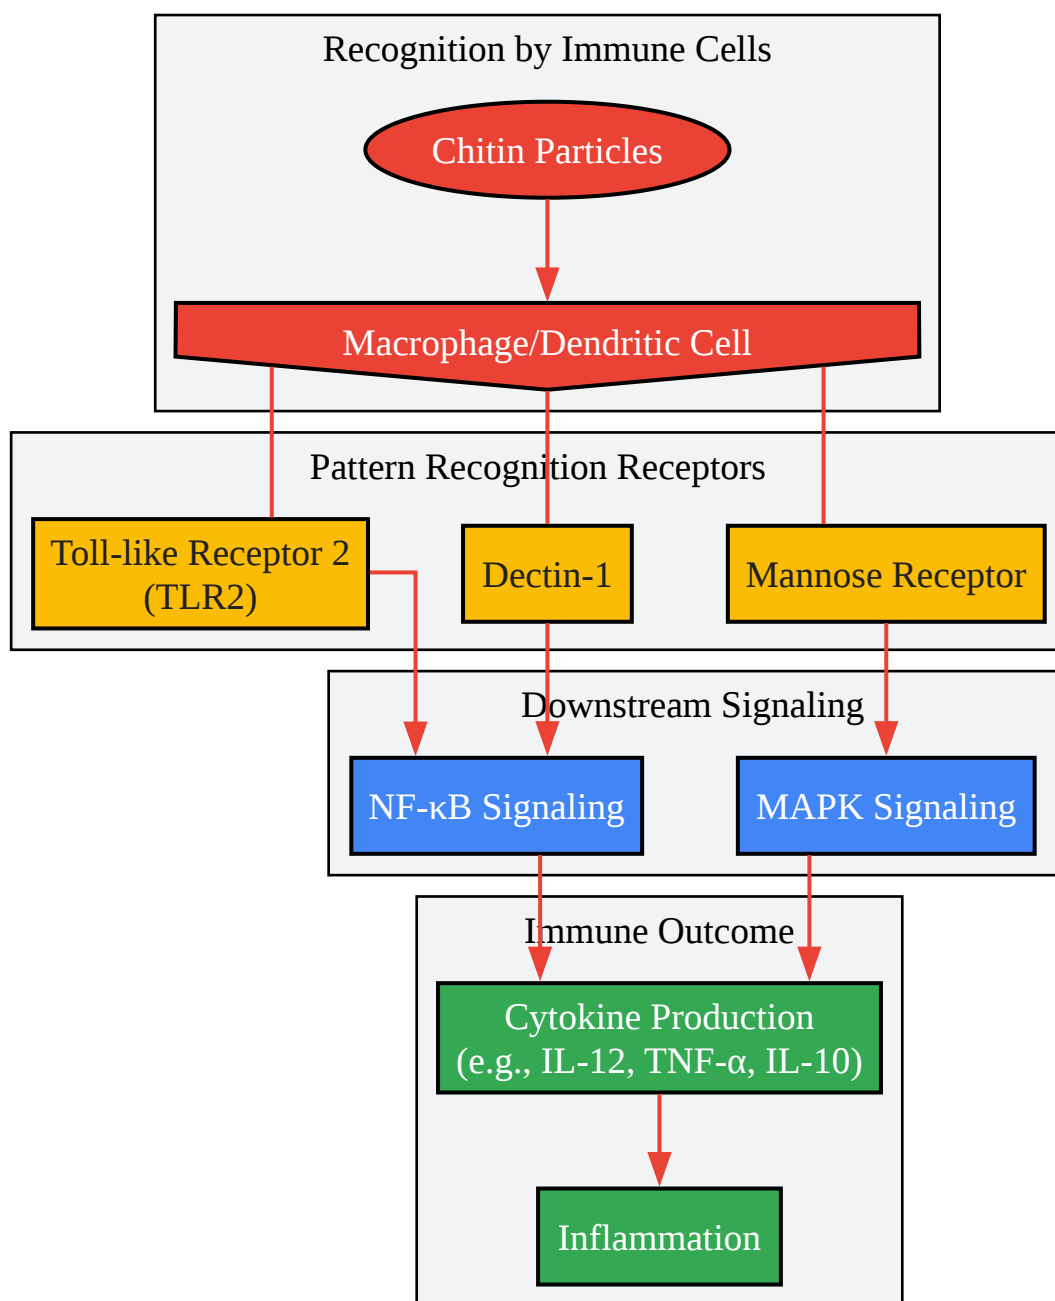 Recognition by Immune Cells
Chitin Particles
Macrophage/Dendritic Cell
Pattern Recognition Receptors
Toll-like Receptor 2
(TLR2)
Dectin-1
Mannose Receptor
Downstream Signaling
NF-κB Signaling
MAPK Signaling
Immune Outcome
Cytokine Production
(e.g., IL-12, TNF-α, IL-10)
Inflammation